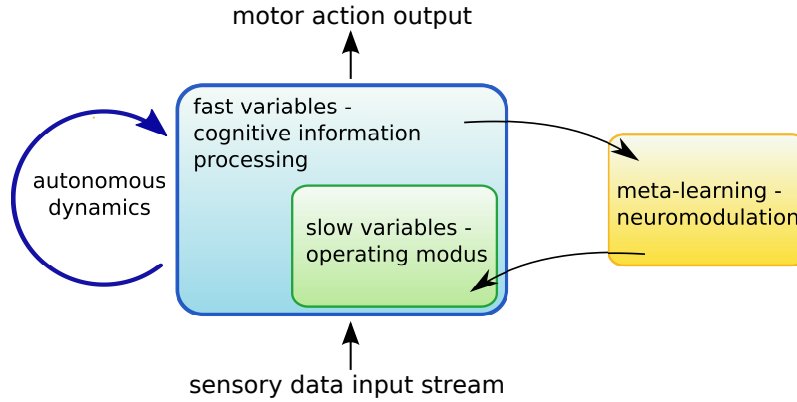 motor action output
fast variables -
cognitive information
processing
autonomous
dynamics
slow variables -
operating modus
meta-learning -
neuromodulation
sensory data input stream